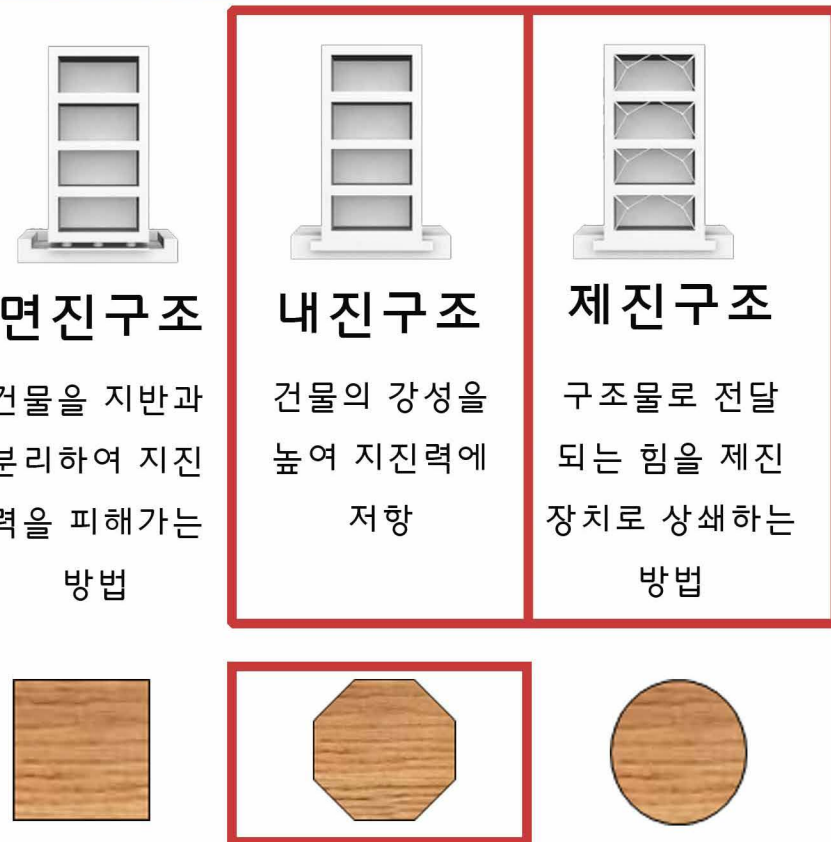 면진구조
건물을 지반과
분리하여 지진
력을 피해가는
방법
내진구조
건물의 강성을
높여 지진력에
저항
제진구조
구조물로 전달
되는 힘을 제진
장치로 상쇄하는
방법